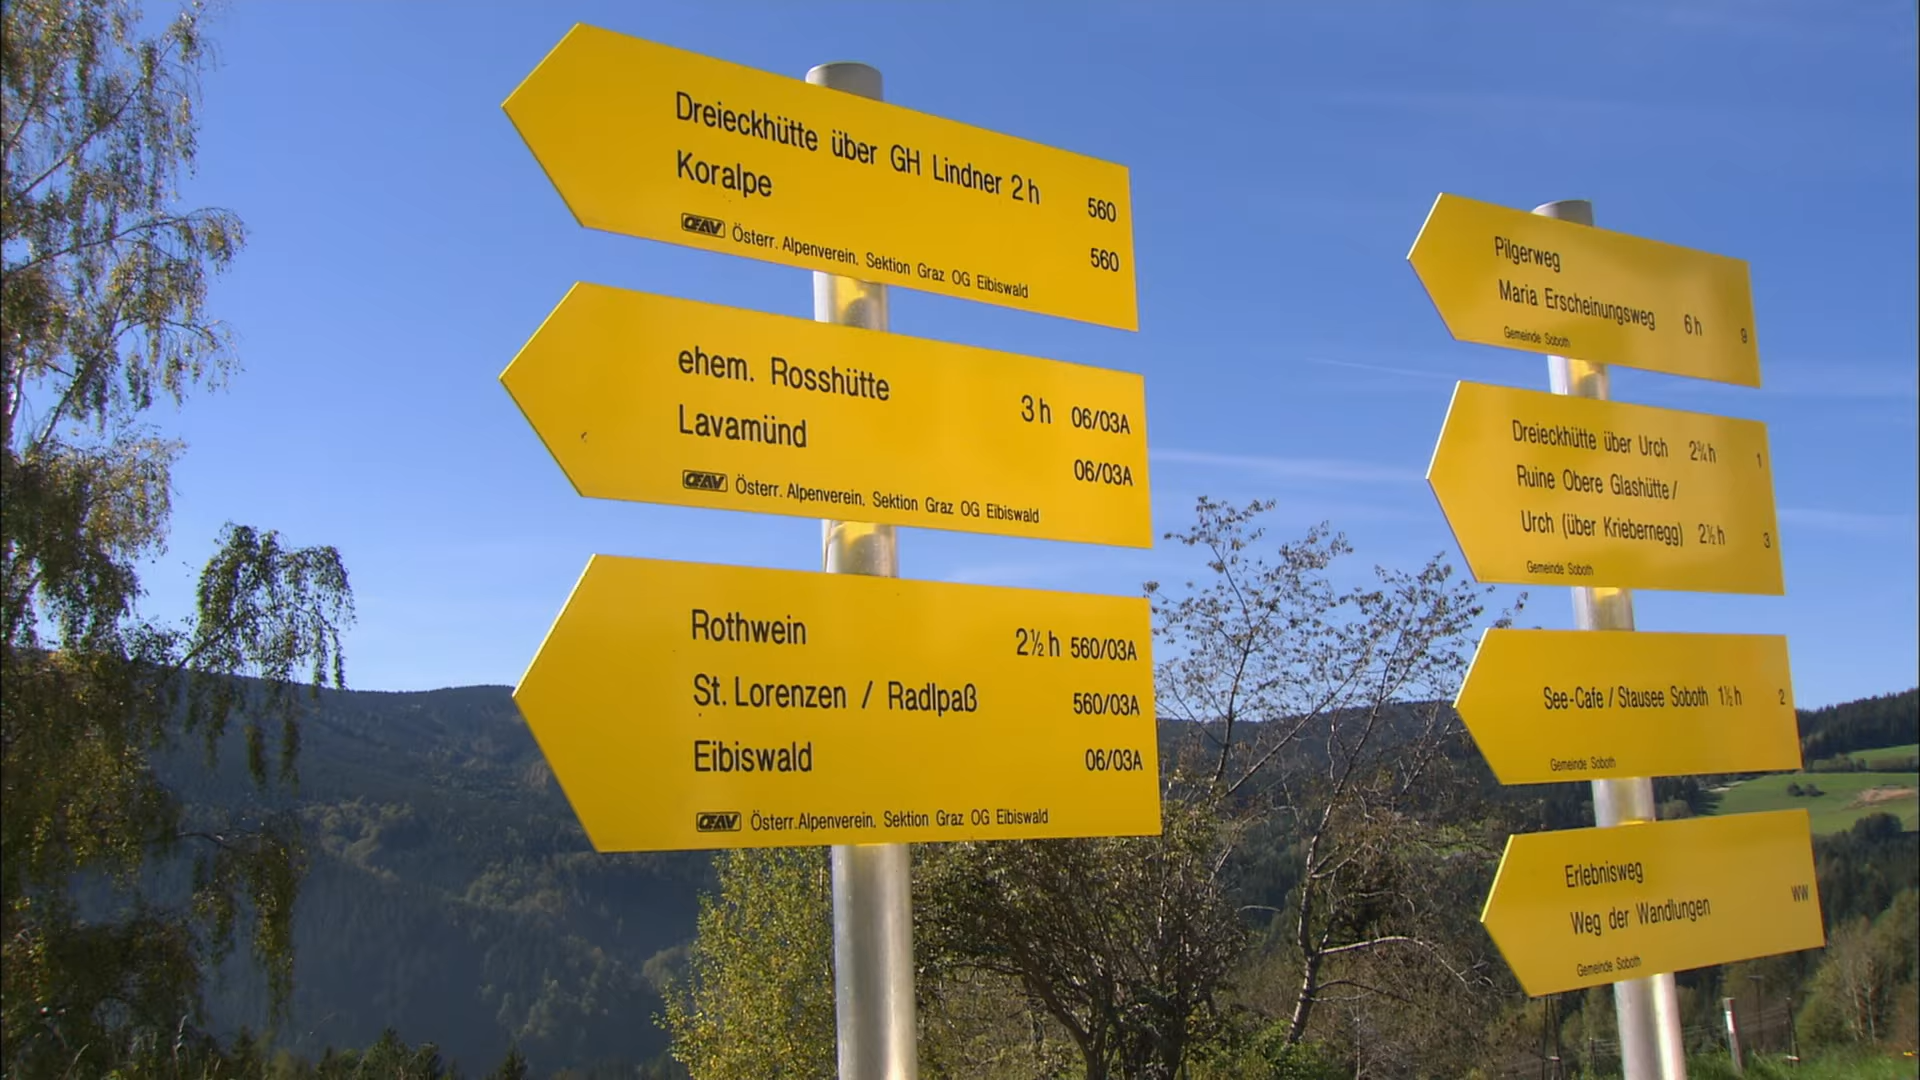 Dreieckhütte über GH Lindner 2 h 560
Koralpe 560
OEAV Österr. Alpenverein, Sektion Graz OG Eibiswald
ehem. Rosshütte 3 h 06/03A
Lavamünd 06/03A
OEAV Österr. Alpenverein, Sektion Graz OG Eibiswald
Rothwein 2½ h 560/03A
St. Lorenzen / Radlpaß 560/03A
Eibiswald 06/03A
OEAV Österr. Alpenverein, Sektion Graz OG Eibiswald
Pilgerweg
Maria Erscheinungsweg 6 h 9
Gemeinde Soboth
Dreieckhütte über Urch 2¾ h 1
Ruine Obere Glashütte /
Urch (über Kriebernegg) 2½ h 3
Gemeinde Soboth
See-Cafe / Stausee Soboth 1½ h 2
Gemeinde Soboth
Erlebnisweg
Weg der Wandlungen WW
Gemeinde Soboth